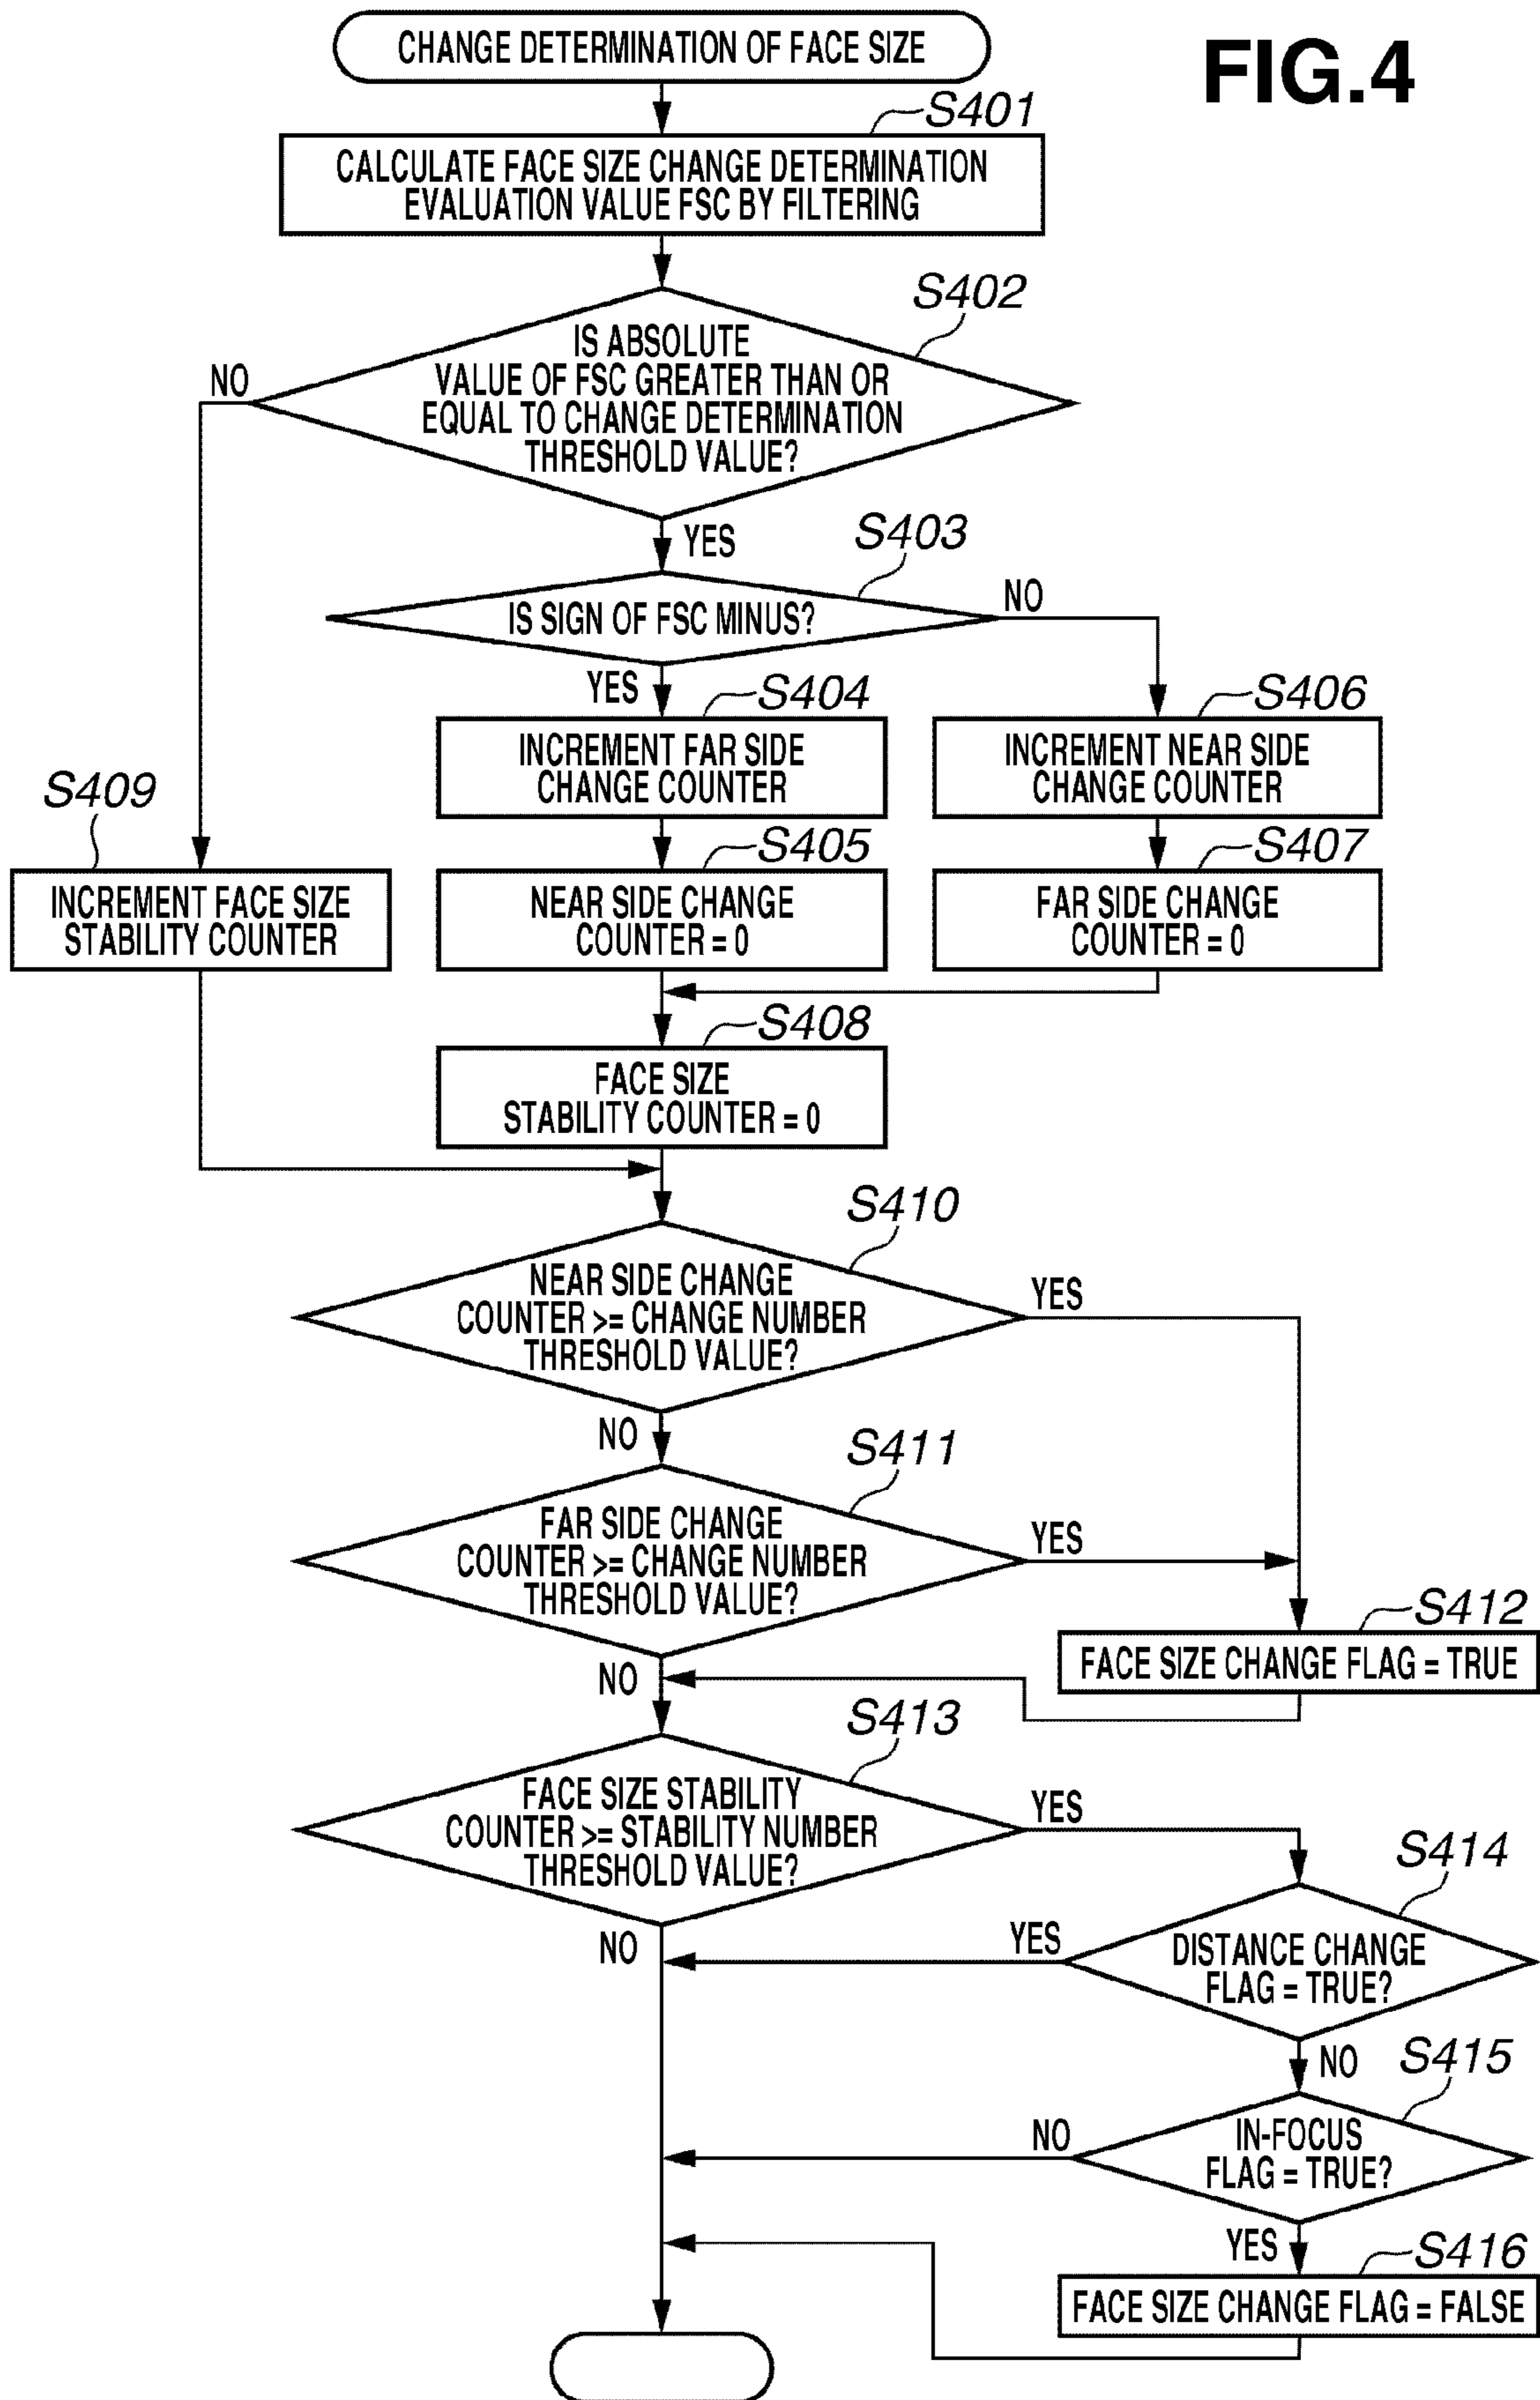 CHANGE DETERMINATION OF FACE SIZE
FIG.4
S401
CALCULATE FACE SIZE CHANGE DETERMINATION
EVALUATION VALUE FSC BY FILTERING
S402
IS ABSOLUTE
VALUE OF FSC GREATER THAN OR
EQUAL TO CHANGE DETERMINATION
THRESHOLD VALUE?
NO
YES
S403
IS SIGN OF FSC MINUS?
NO
YES
S404
INCREMENT FAR SIDE
CHANGE COUNTER
S406
INCREMENT NEAR SIDE
CHANGE COUNTER
S409
INCREMENT FACE SIZE
STABILITY COUNTER
S405
NEAR SIDE CHANGE
COUNTER = 0
S407
FAR SIDE CHANGE
COUNTER = 0
S408
FACE SIZE
STABILITY COUNTER = 0
S410
NEAR SIDE CHANGE
COUNTER >= CHANGE NUMBER
THRESHOLD VALUE?
YES
NO
S411
FAR SIDE CHANGE
COUNTER >= CHANGE NUMBER
THRESHOLD VALUE?
YES
S412
FACE SIZE CHANGE FLAG = TRUE
NO
S413
FACE SIZE STABILITY
COUNTER >= STABILITY NUMBER
THRESHOLD VALUE?
YES
NO
S414
DISTANCE CHANGE
FLAG = TRUE?
YES
NO
S415
IN-FOCUS
FLAG = TRUE?
NO
YES
S416
FACE SIZE CHANGE FLAG = FALSE